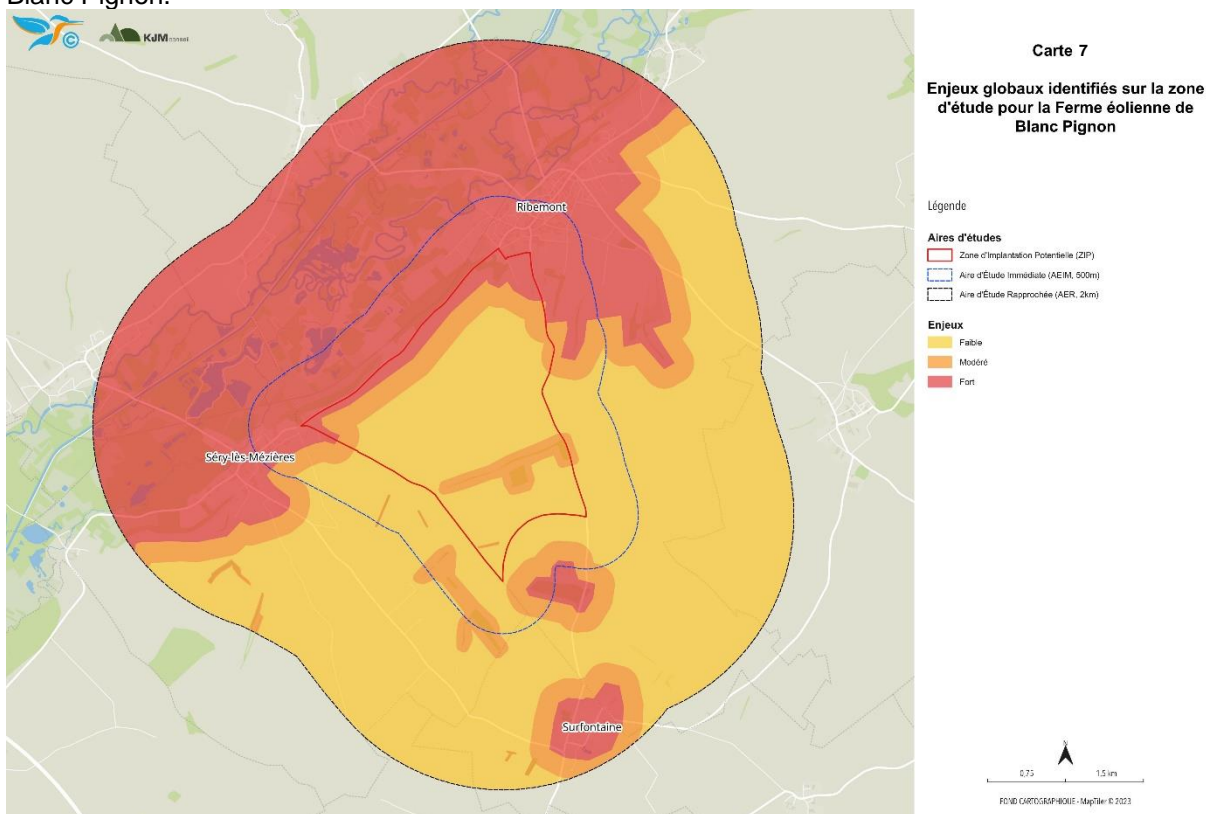 Blanc Pignon.
© KJM conseil
Carte 7
Enjeux globaux identifiés sur la zone
d'étude pour la Ferme éolienne de
Blanc Pignon
Légende
Aires d'études
Zone d'Implantation Potentielle (ZIP)
Aire d'Étude Immédiate (AEIM, 500m)
Aire d'Étude Rapprochée (AER, 2km)
Enjeux
Faible
Modéré
Fort
Ribemont
Séry-lès-Mézières
Surfontaine
N
0,75 1,5 km
FOND CARTOGRAPHIQUE - MapTiler © 2023